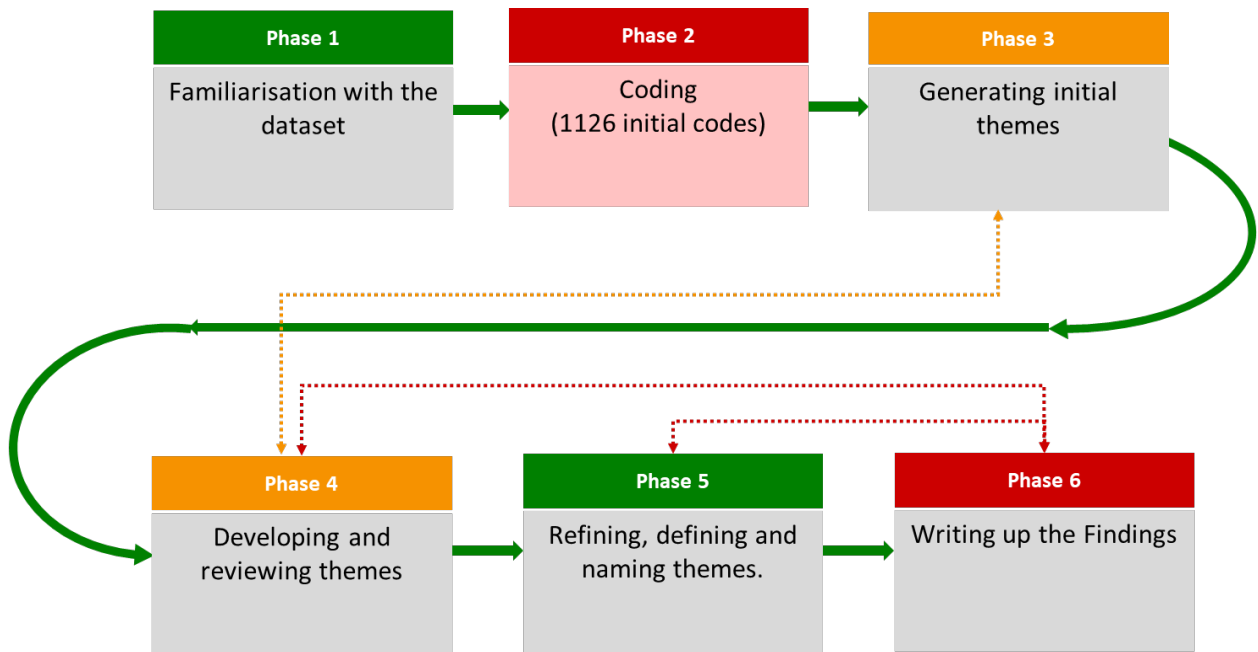 Phase 1
Familiarisation with the
dataset
Phase 2
Coding
(1126 initial codes)
Phase 3
Generating initial
themes
Phase 4
Developing and
reviewing themes
Phase 5
Refining, defining and
naming themes.
Phase 6
Writing up the Findings